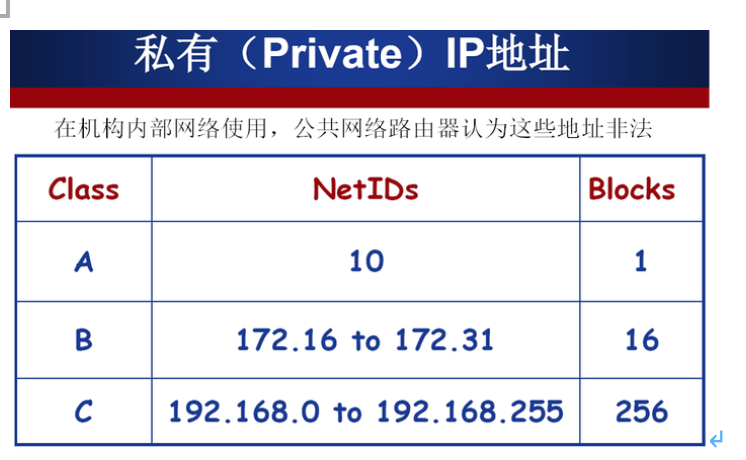 私有（Private）IP地址
在机构内部网络使用，公共网络路由器认为这些地址非法
Class NetIDs Blocks
A 10 1
B 172.16 to 172.31 16
C 192.168.0 to 192.168.255 256